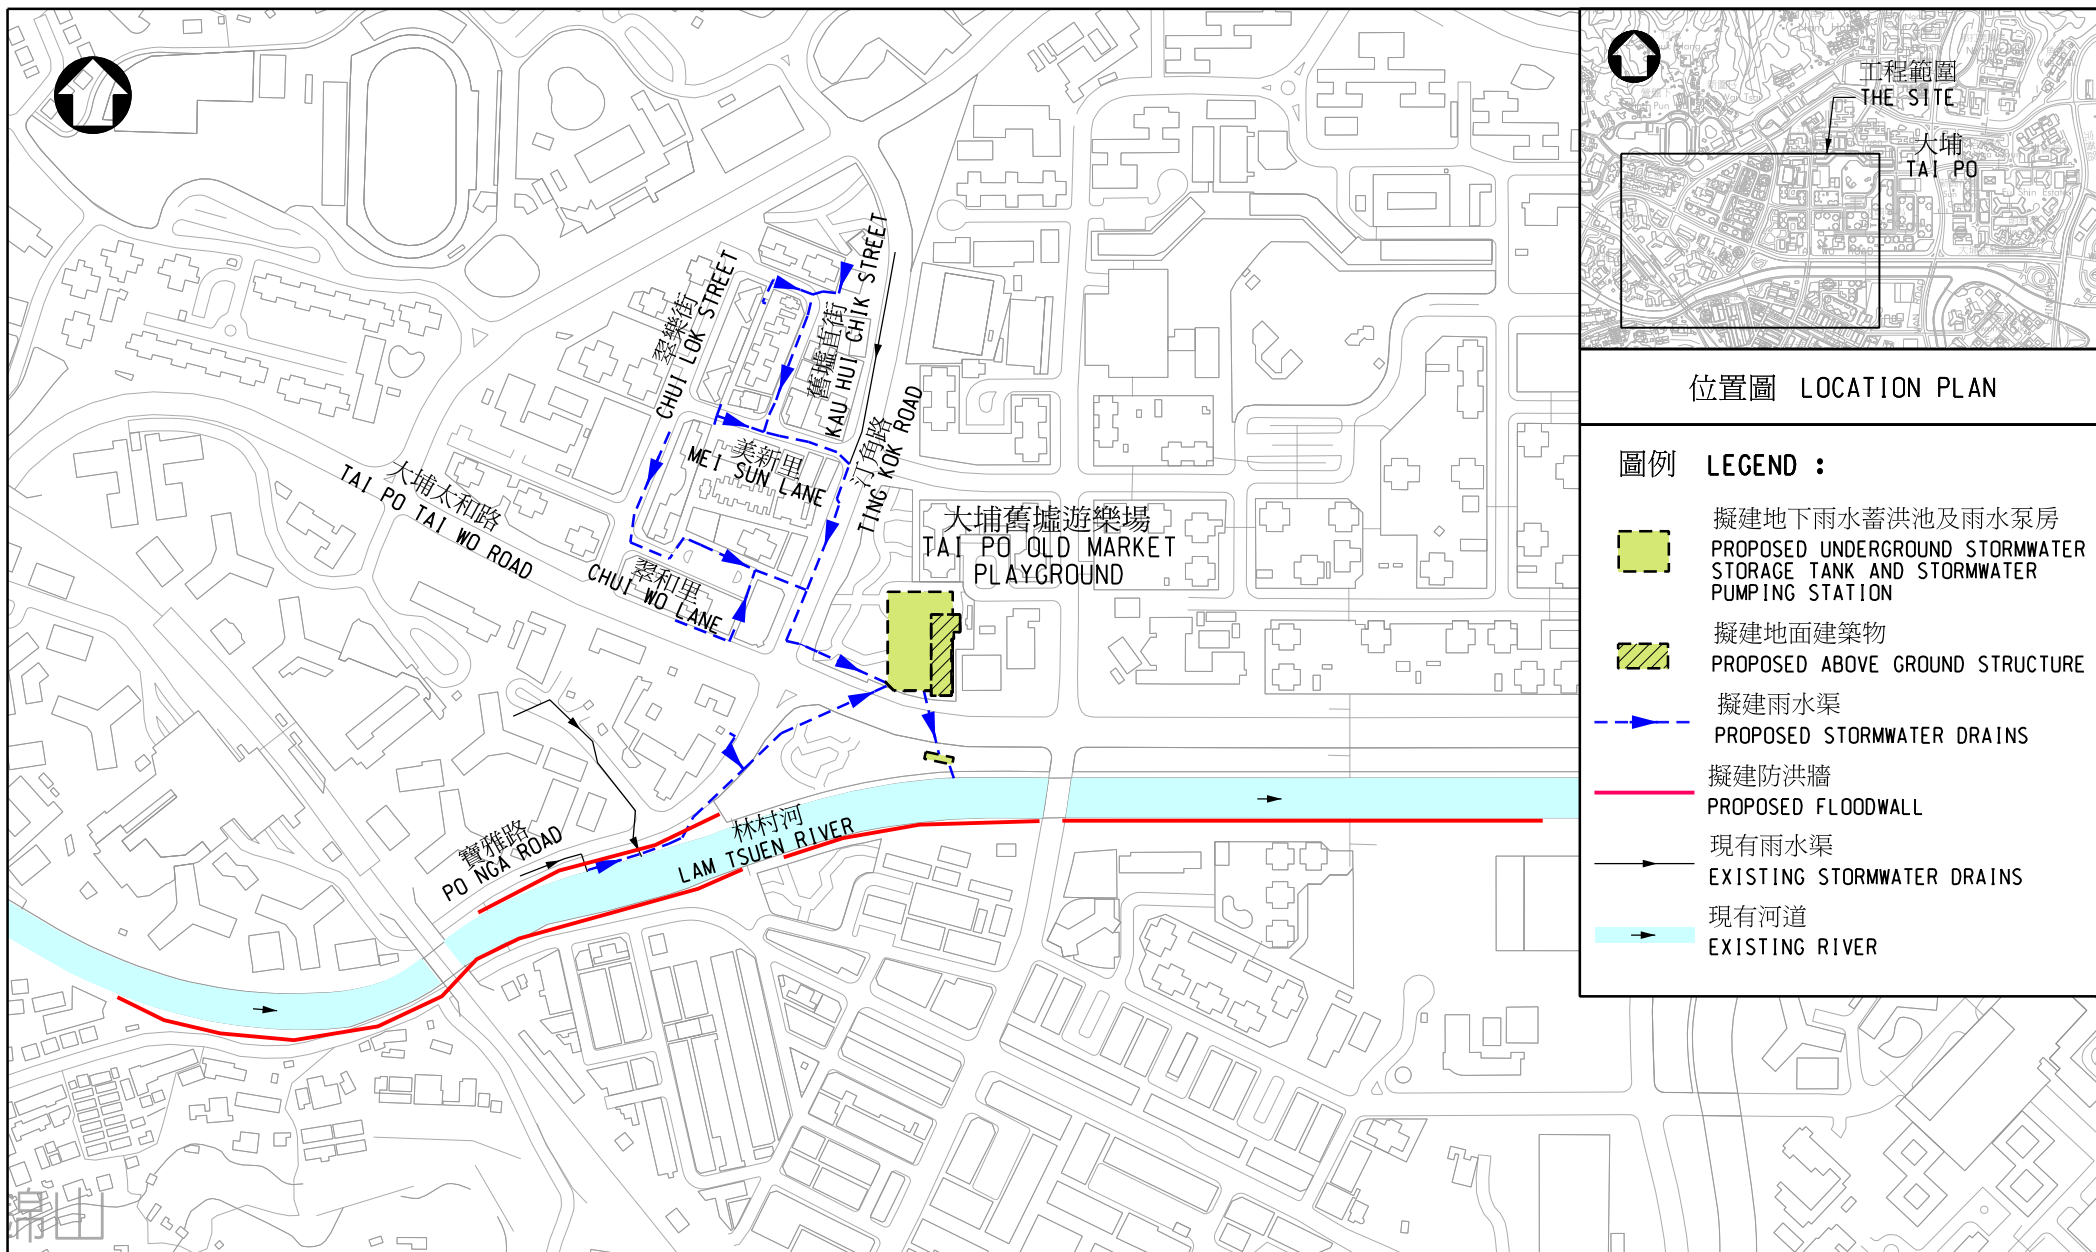 翠樂街
CHUI LOK STREET
舊墟直街
KAU HUI CHIK STREET
美新里
MEI SUN LANE
汀角路
TING KOK ROAD
大埔太和路
TAI PO TAI WO ROAD
翠和里
CHUI WO LANE
大埔舊墟遊樂場
TAI PO OLD MARKET
PLAYGROUND
寶雅路
PO NGA ROAD
林村河
LAM TSUEN RIVER
錦山
工程範圍
THE SITE
大埔
TAI PO
位置圖 LOCATION PLAN
圖例 LEGEND :
擬建地下雨水蓄洪池及雨水泵房
PROPOSED UNDERGROUND STORMWATER
STORAGE TANK AND STORMWATER
PUMPING STATION
擬建地面建築物
PROPOSED ABOVE GROUND STRUCTURE
擬建雨水渠
PROPOSED STORMWATER DRAINS
擬建防洪牆
PROPOSED FLOODWALL
現有雨水渠
EXISTING STORMWATER DRAINS
現有河道
EXISTING RIVER